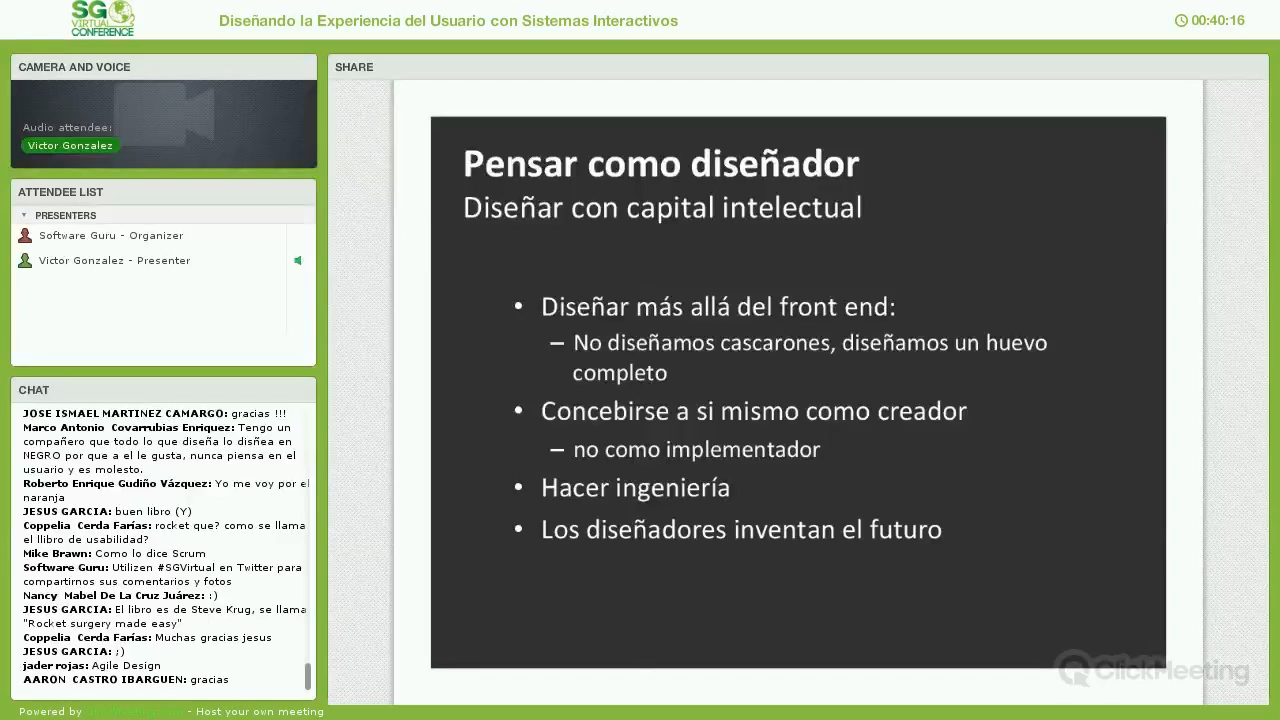 SG
VIRTUAL
CONFERENCE
Diseñando la Experiencia del Usuario con Sistemas Interactivos
00:40:16
CAMERA AND VOICE
Audio attendee:
Victor Gonzalez
ATTENDEE LIST
PRESENTERS
Software Guru - Organizer
Victor Gonzalez - Presenter
CHAT
JOSE ISMAEL MARTINEZ CAMARGO: gracias !!!
Marco Antonio Covarrubias Enriquez: Tengo un
compañero que todo lo que diseña lo disñea en
NEGRO por que a el le gusta, nunca piensa en el
usuario y es molesto.
Roberto Enrique Gudiño Vázquez: Yo me voy por el
naranja
JESUS GARCIA: buen libro (Y)
Coppelia Cerda Farías: rocket que? como se llama
el llibro de usabilidad?
Mike Brawn: Como lo dice Scrum
Software Guru: Utilizen #SGVirtual en Twitter para
compartirnos sus comentarios y fotos
Nancy Mabel De La Cruz Juárez: :)
JESUS GARCIA: El libro es de Steve Krug, se llama
"Rocket surgery made easy"
Coppelia Cerda Farías: Muchas gracias jesus
JESUS GARCIA: ;)
jader rojas: Agile Design
AARON CASTRO IBARGUEN: gracias
Powered by - Host your own meeting
SHARE
Pensar como diseñador
Diseñar con capital intelectual
• Diseñar más allá del front end:
– No diseñamos cascarones, diseñamos un huevo
completo
• Concebirse a si mismo como creador
– no como implementador
• Hacer ingeniería
• Los diseñadores inventan el futuro
ClickMeeting